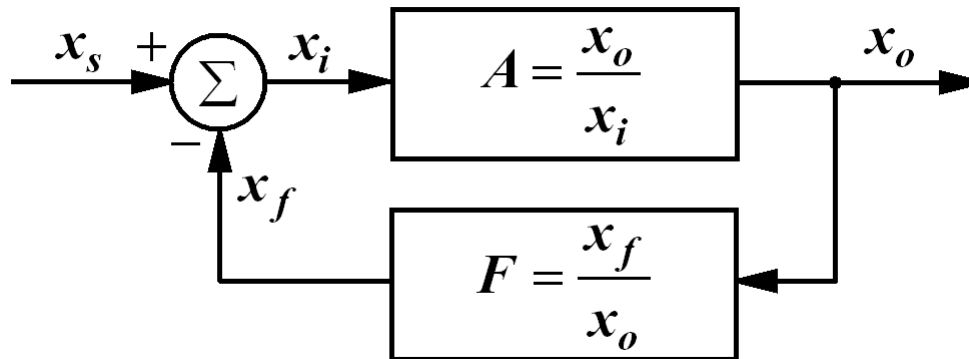 x_s + Σ x_i A = x_o / x_i x_o
− x_f F = x_f / x_o